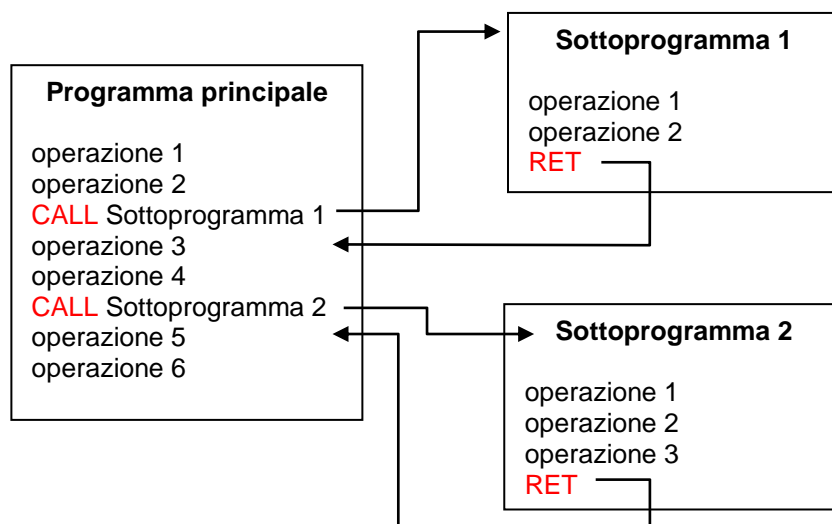 Programma principale
operazione 1
operazione 2
CALL Sottoprogramma 1
operazione 3
operazione 4
CALL Sottoprogramma 2
operazione 5
operazione 6
Sottoprogramma 1
operazione 1
operazione 2
RET
Sottoprogramma 2
operazione 1
operazione 2
operazione 3
RET